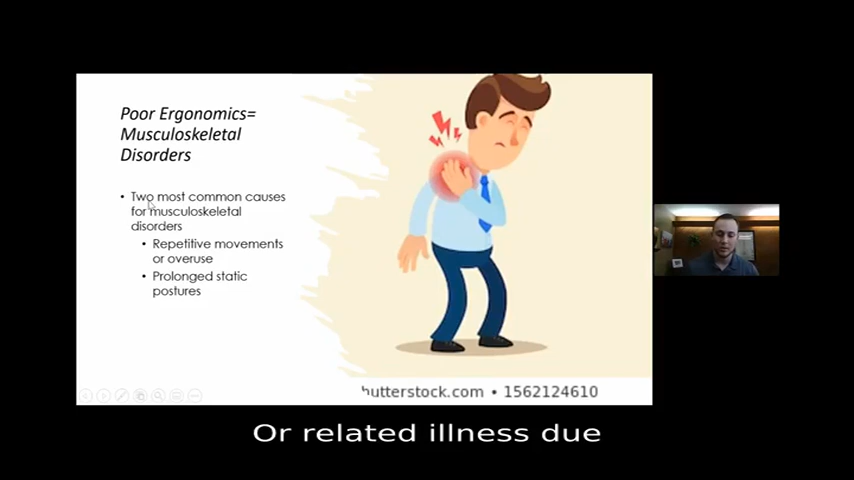 Poor Ergonomics=
Musculoskeletal
Disorders
• Two most common causes
for musculoskeletal
disorders
• Repetitive movements
or overuse
• Prolonged static
postures
hutterstock.com • 1562124610
Or related illness due